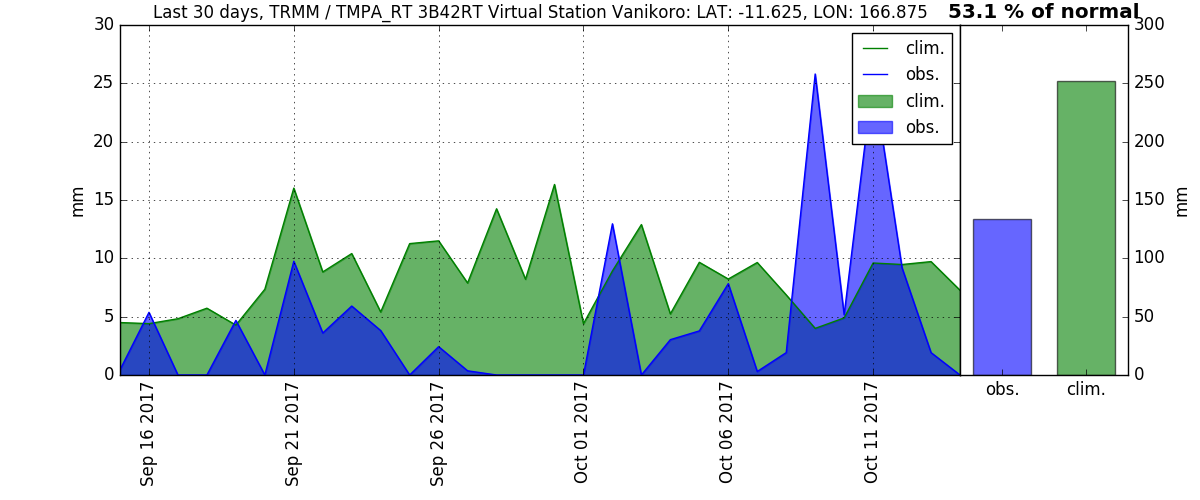 Last 30 days, TRMM / TMPA_RT 3B42RT Virtual Station Vanikoro: LAT: -11.625, LON: 166.875
53.1 % of normal
30
25
20
15
10
5
0
mm
clim.
obs.
clim.
obs.
300
250
200
150
100
50
0
mm
obs.
clim.
Sep 16 2017
Sep 21 2017
Sep 26 2017
Oct 01 2017
Oct 06 2017
Oct 11 2017